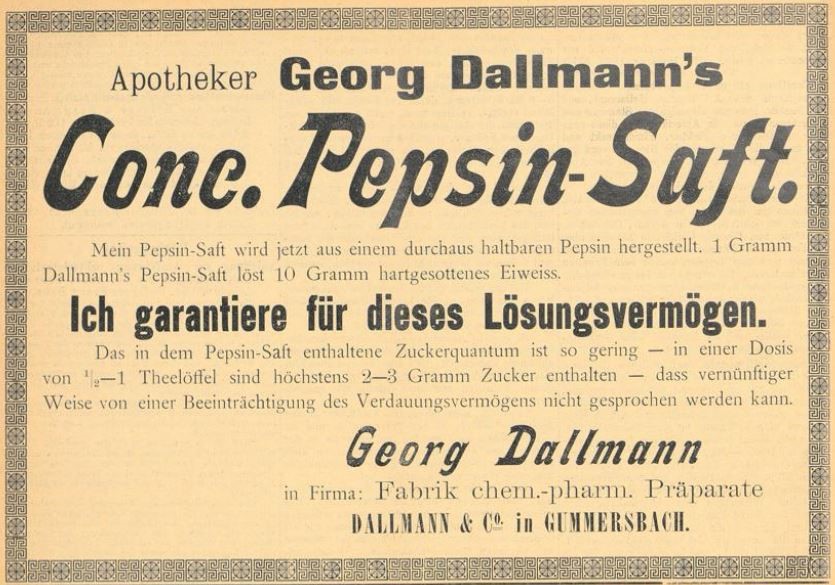 Apotheker Georg Dallmann's
Conc. Pepsin-Saft.
Mein Pepsin-Saft wird jetzt aus einem durchaus haltbaren Pepsin hergestellt. 1 Gramm
Dallmann's Pepsin-Saft löst 10 Gramm hartgesottenes Eiweiss.
Ich garantiere für dieses Lösungsvermögen.
Das in dem Pepsin-Saft enthaltene Zuckerquantum ist so gering — in einer Dosis
von ½—1 Theelöffel sind höchstens 2—3 Gramm Zucker enthalten — dass vernünftiger
Weise von einer Beeinträchtigung des Verdauungsvermögens nicht gesprochen werden kann.
Georg Dallmann
in Firma: Fabrik chem.-pharm. Präparate
DALLMANN & Co. in GUMMERSBACH.